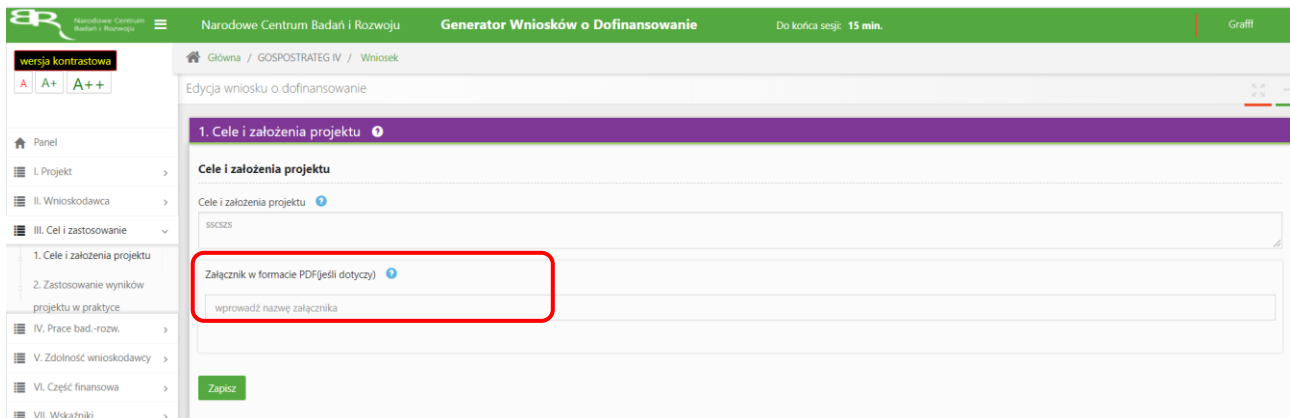 Narodowe Centrum
Badań i Rozwoju
Narodowe Centrum Badań i Rozwoju
Generator Wniosków o Dofinansowanie
Do końca sesji: 15 min.
Grafff
wersja kontrastowa
A A+ A++
Główna / GOSPOSTRATEG IV / Wniosek
Edycja wniosku o dofinansowanie
Panel
I. Projekt
II. Wnioskodawca
III. Cel i zastosowanie
1. Cele i założenia projektu
2. Zastosowanie wyników
projektu w praktyce
IV. Prace bad.-rozw.
V. Zdolność wnioskodawcy
VI. Część finansowa
VII. Wskaźniki
1. Cele i założenia projektu
Cele i założenia projektu
Cele i założenia projektu
sscszs
Załącznik w formacie PDF(jeśli dotyczy)
wprowadź nazwę załącznika
Zapisz